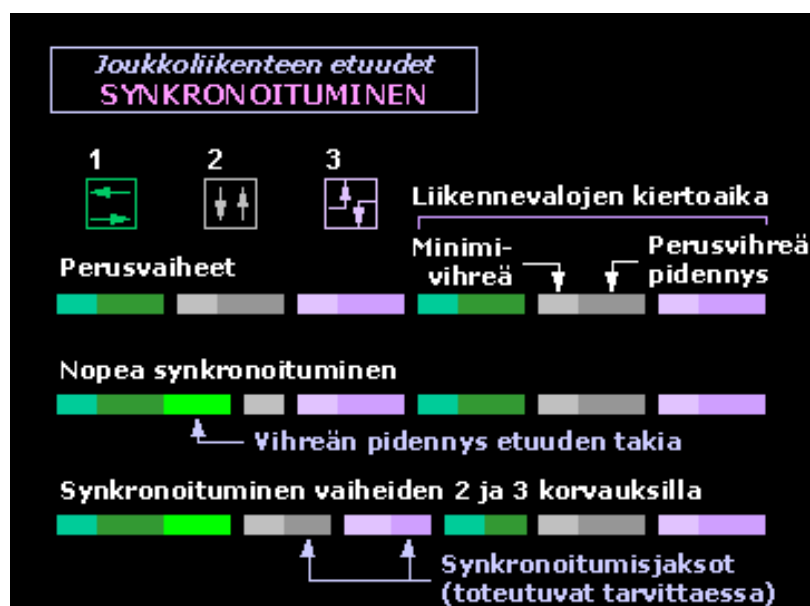 Joukkoliikenteen etuudet
SYNKRONOITUMINEN
1 2 3
Liikennevalojen kiertoaika
Minimi-
vihreä
Perusvihreä
pidennys
Perusvaiheet
Nopea synkronoituminen
Vihreän pidennys etuuden takia
Synkronoituminen vaiheiden 2 ja 3 korvauksilla
Synkronoitumisjaksot
(toteutuvat tarvittaessa)